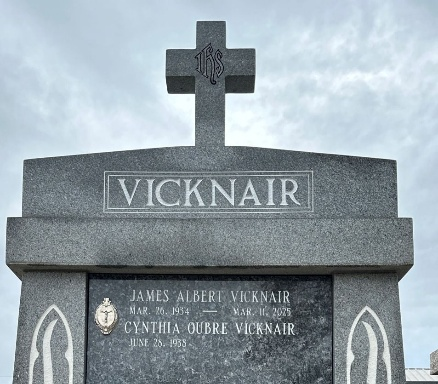 IHS
VICKNAIR
JAMES ALBERT VICKNAIR
MAR. 26, 1934 — MAR. 11, 2025
CYNTHIA OUBRE VICKNAIR
JUNE 28, 1938